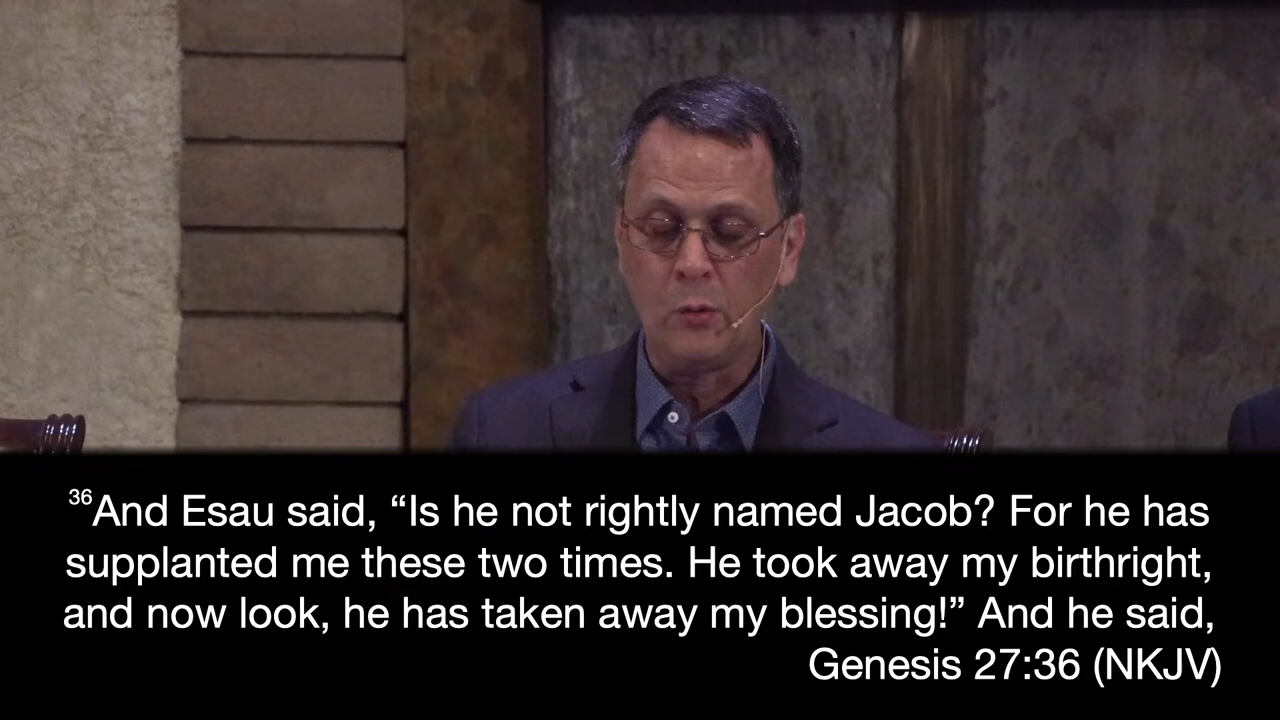 36And Esau said, “Is he not rightly named Jacob? For he has
supplanted me these two times. He took away my birthright,
and now look, he has taken away my blessing!” And he said,
Genesis 27:36 (NKJV)